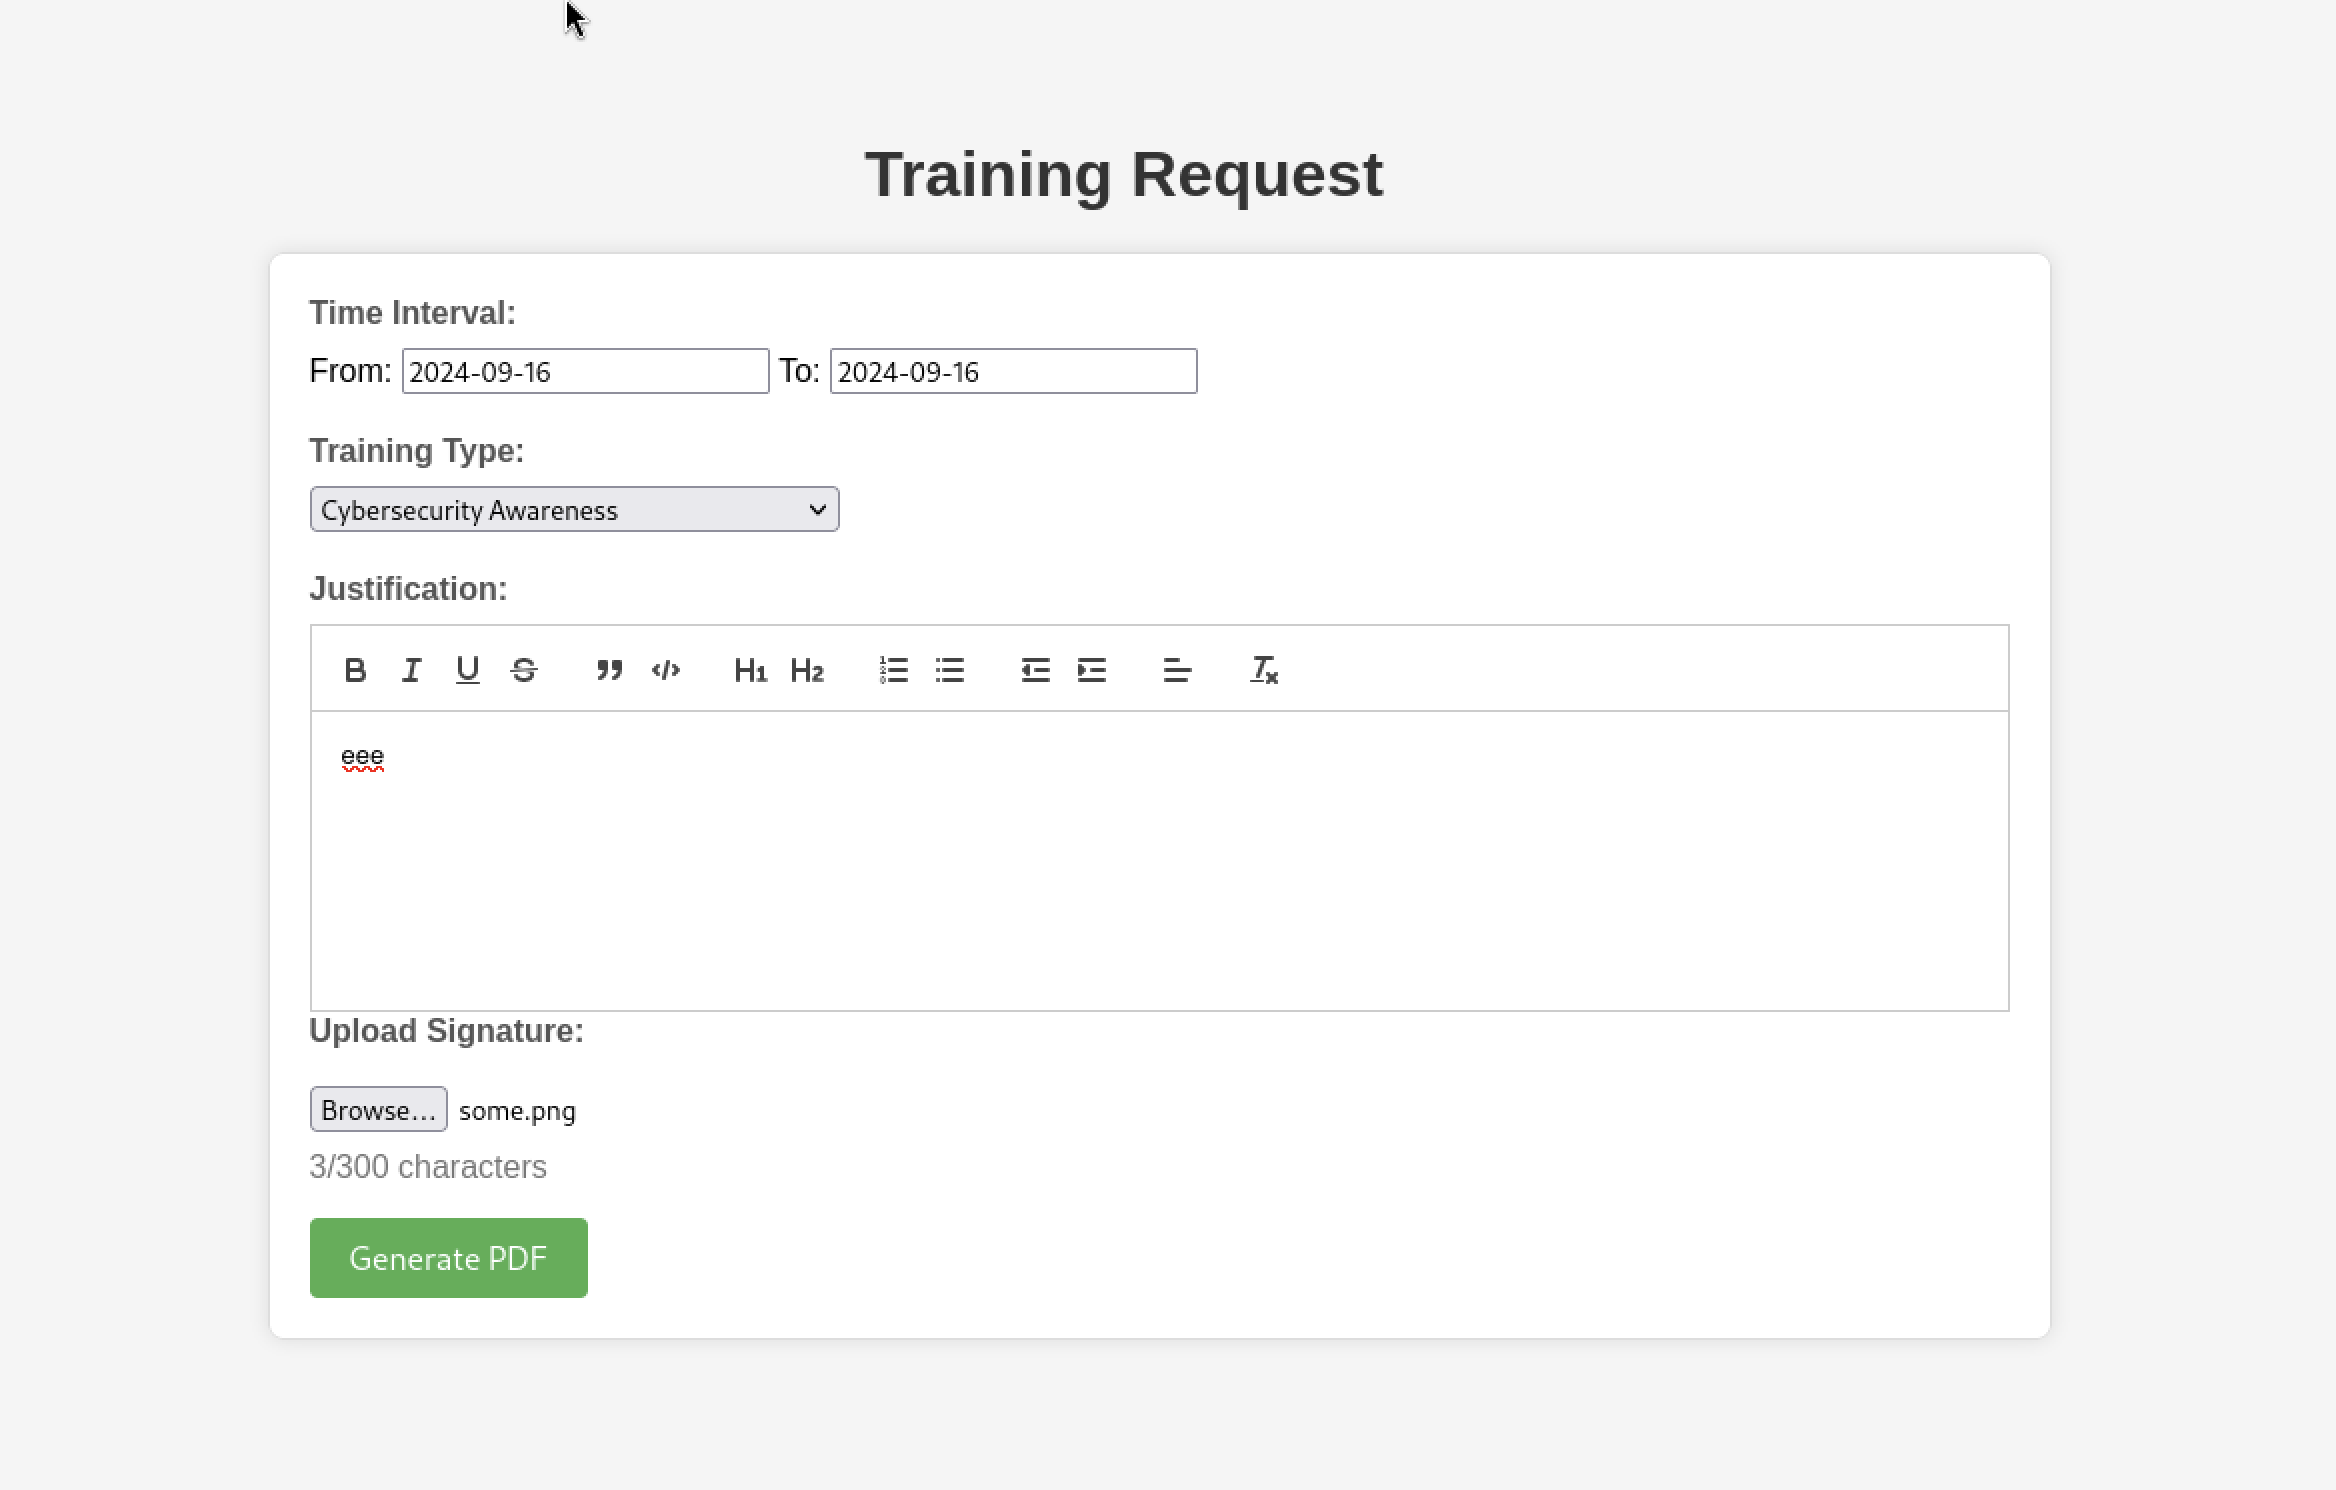 Training Request
Time Interval:
From: 2024-09-16 To: 2024-09-16
Training Type:
Cybersecurity Awareness
Justification:
B I U S ” </> H1 H2
eee
Upload Signature:
Browse... some.png
3/300 characters
Generate PDF